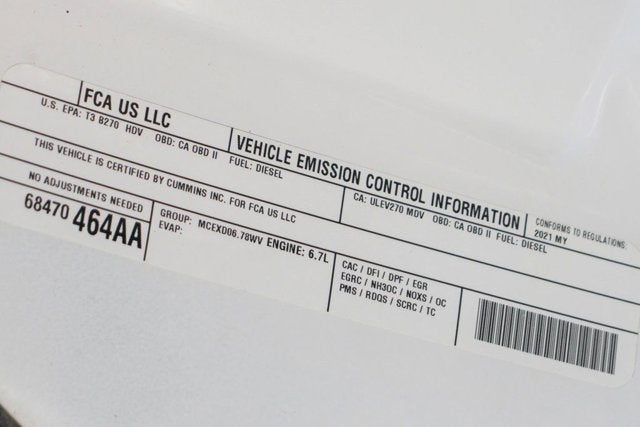 FCA US LLC
VEHICLE EMISSION CONTROL INFORMATION
CONFORMS TO REGULATIONS:
2021 MY
U.S. EPA: T3 B270 HDV OBD: CA OBD II FUEL: DIESEL
CA: ULEV270 MDV OBD: CA OBD II FUEL: DIESEL
THIS VEHICLE IS CERTIFIED BY CUMMINS INC. FOR FCA US LLC
NO ADJUSTMENTS NEEDED
68470 464AA
GROUP: MCEXD06.78WV ENGINE: 6.7L
EVAP:
CAC / DFI / DPF / EGR
EGRC / NH3OC / NOXS / OC
PMS / RDQS / SCRC / TC